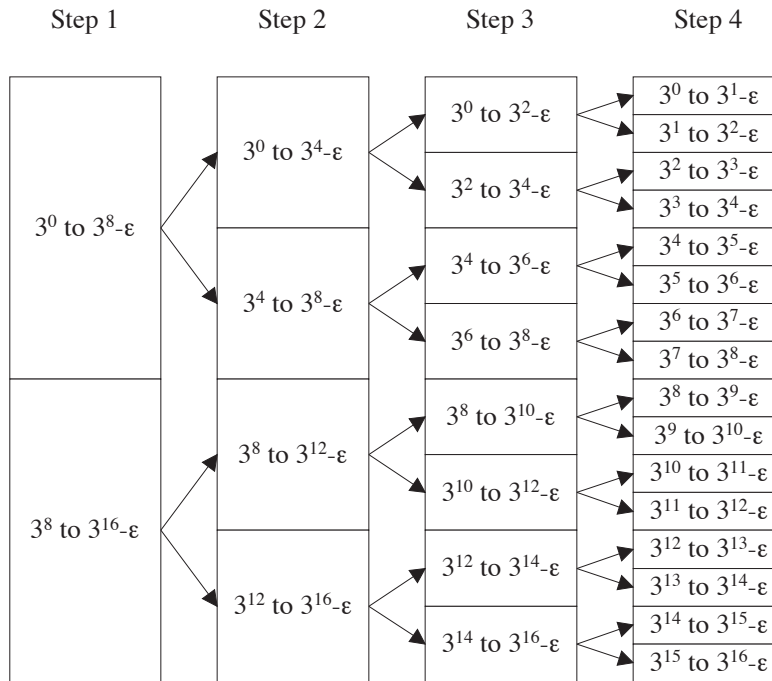 Step 1
Step 2
Step 3
Step 4
3⁰ to 3⁸-ε
3⁸ to 3¹⁶-ε
3⁰ to 3⁴-ε
3⁴ to 3⁸-ε
3⁸ to 3¹²-ε
3¹² to 3¹⁶-ε
3⁰ to 3²-ε
3² to 3⁴-ε
3⁴ to 3⁶-ε
3⁶ to 3⁸-ε
3⁸ to 3¹⁰-ε
3¹⁰ to 3¹²-ε
3¹² to 3¹⁴-ε
3¹⁴ to 3¹⁶-ε
3⁰ to 3¹-ε
3¹ to 3²-ε
3² to 3³-ε
3³ to 3⁴-ε
3⁴ to 3⁵-ε
3⁵ to 3⁶-ε
3⁶ to 3⁷-ε
3⁷ to 3⁸-ε
3⁸ to 3⁹-ε
3⁹ to 3¹⁰-ε
3¹⁰ to 3¹¹-ε
3¹¹ to 3¹²-ε
3¹² to 3¹³-ε
3¹³ to 3¹⁴-ε
3¹⁴ to 3¹⁵-ε
3¹⁵ to 3¹⁶-ε